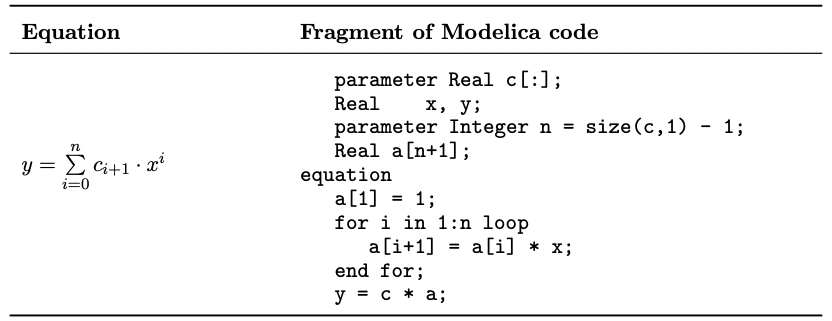 Equation Fragment of Modelica code
parameter Real c[:];
Real    x, y;
parameter Integer n = size(c,1) - 1;
Real a[n+1];
y = \sum_{i=0}^{n} c_{i+1} · x^i
equation
a[1] = 1;
for i in 1:n loop
a[i+1] = a[i] * x;
end for;
y = c * a;